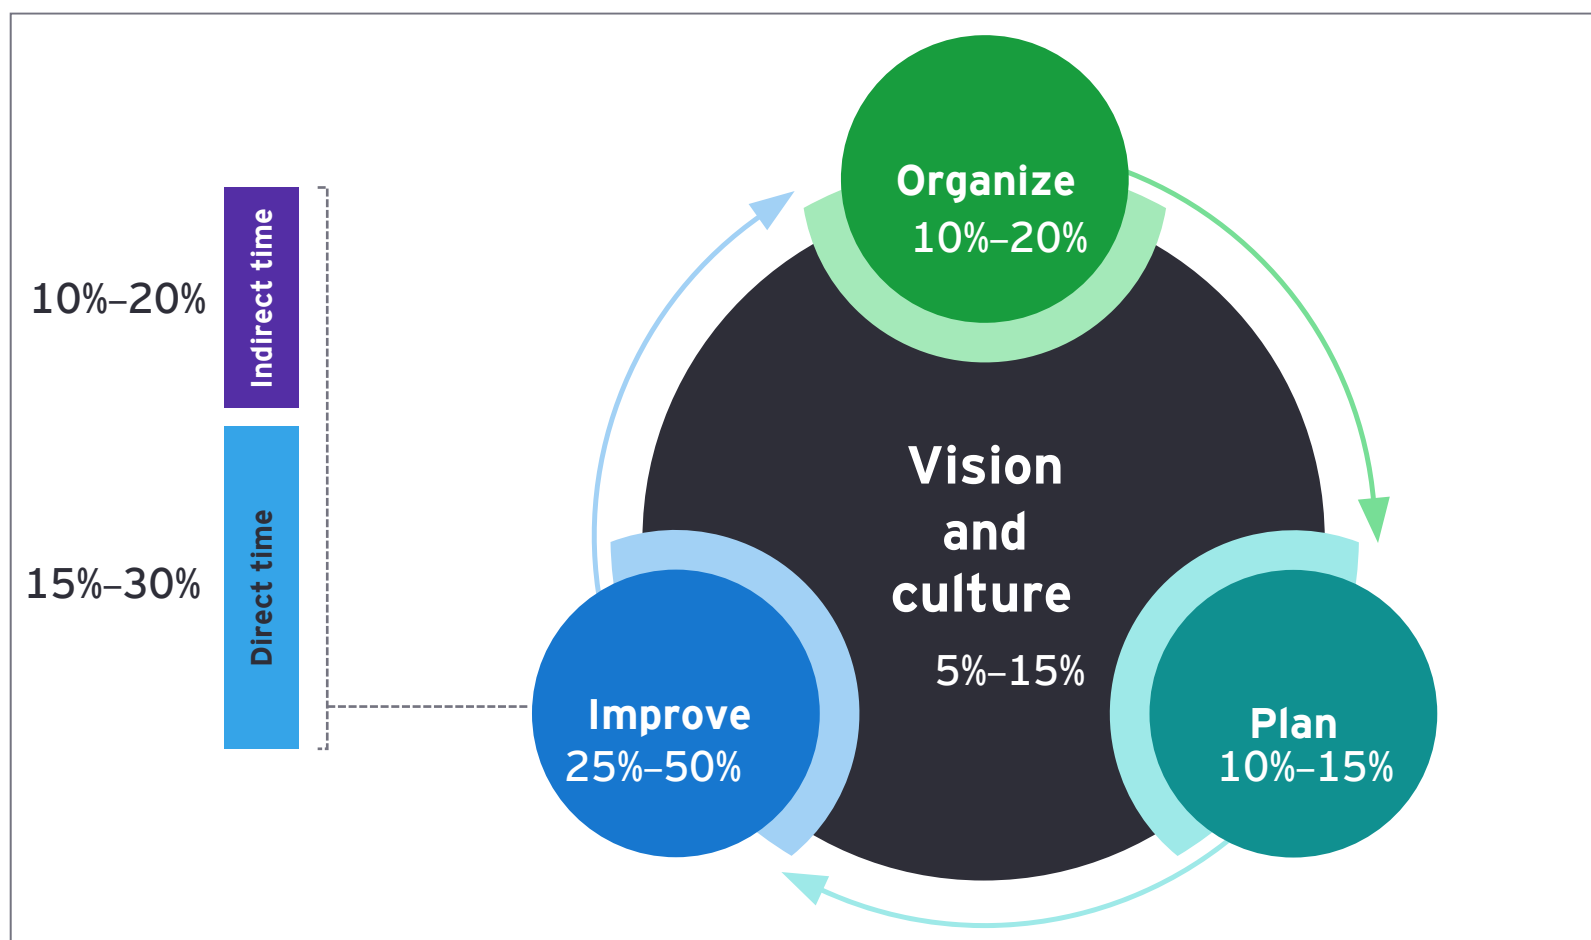 Organize
10%–20%
Indirect time
10%–20%
Vision
and
culture
5%–15%
Direct time
15%–30%
Improve
25%–50%
Plan
10%–15%